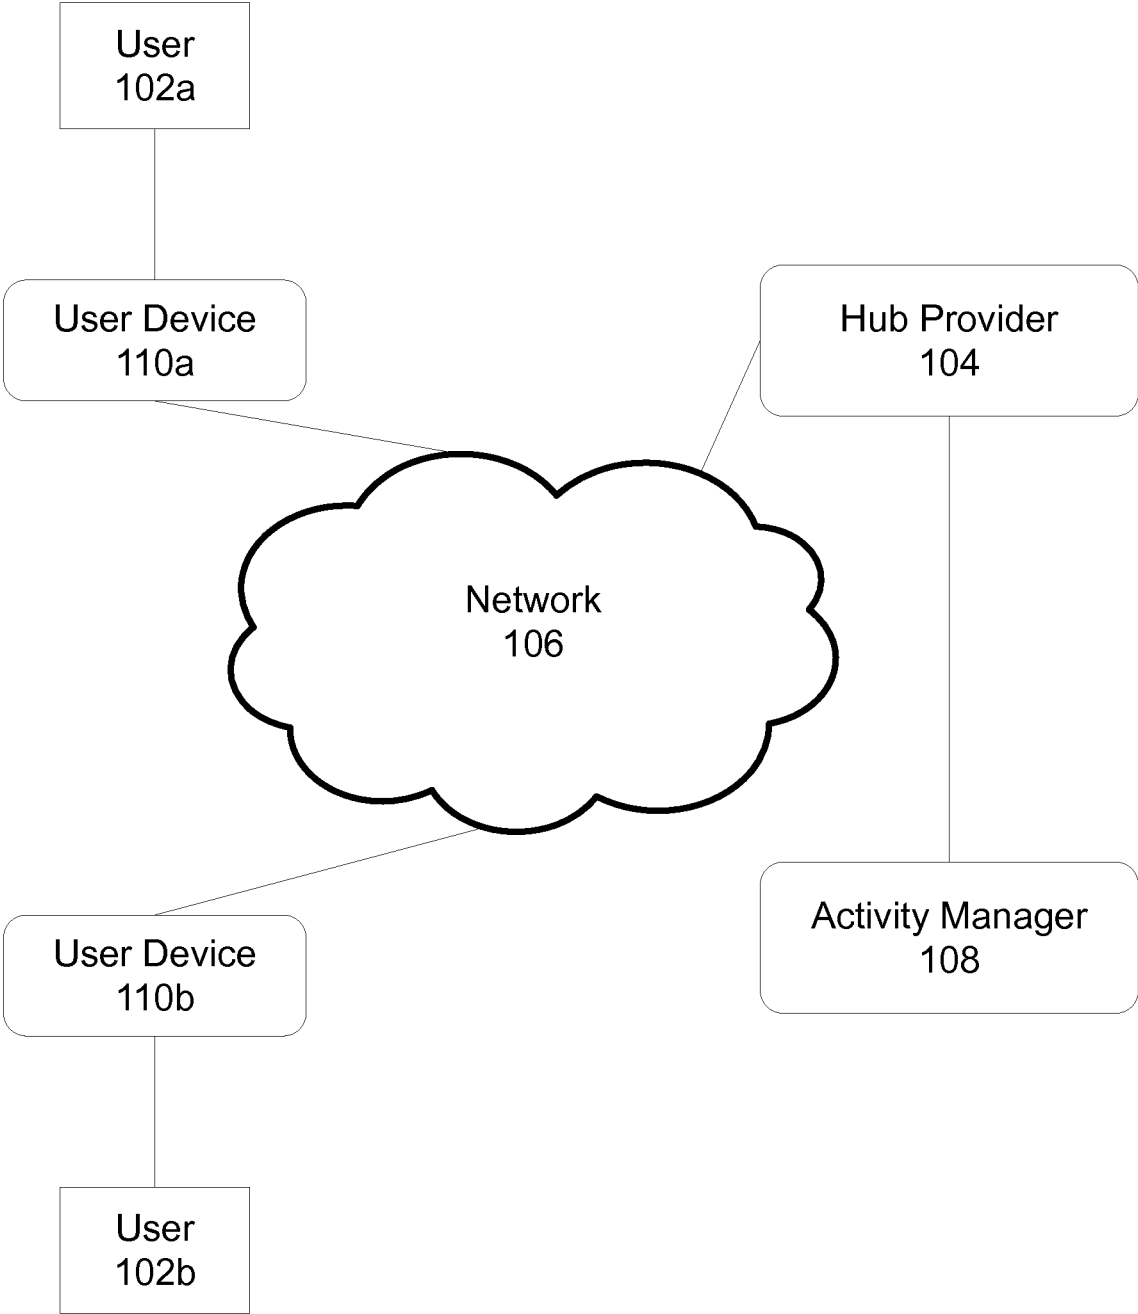 User
102a
User Device
110a
Hub Provider
104
Network
106
Activity Manager
108
User Device
110b
User
102b